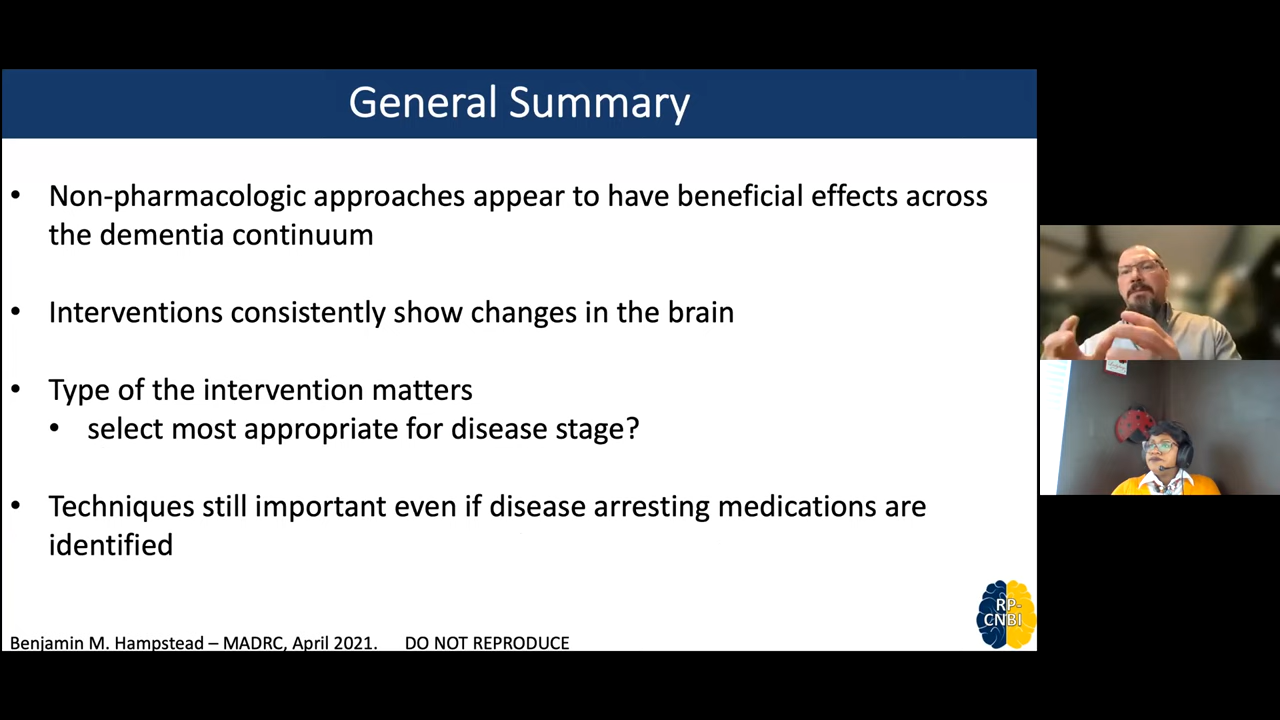 General Summary
• Non-pharmacologic approaches appear to have beneficial effects across
the dementia continuum
• Interventions consistently show changes in the brain
• Type of the intervention matters
• select most appropriate for disease stage?
• Techniques still important even if disease arresting medications are
identified
RP-
CNBI
Benjamin M. Hampstead – MADRC, April 2021. DO NOT REPRODUCE